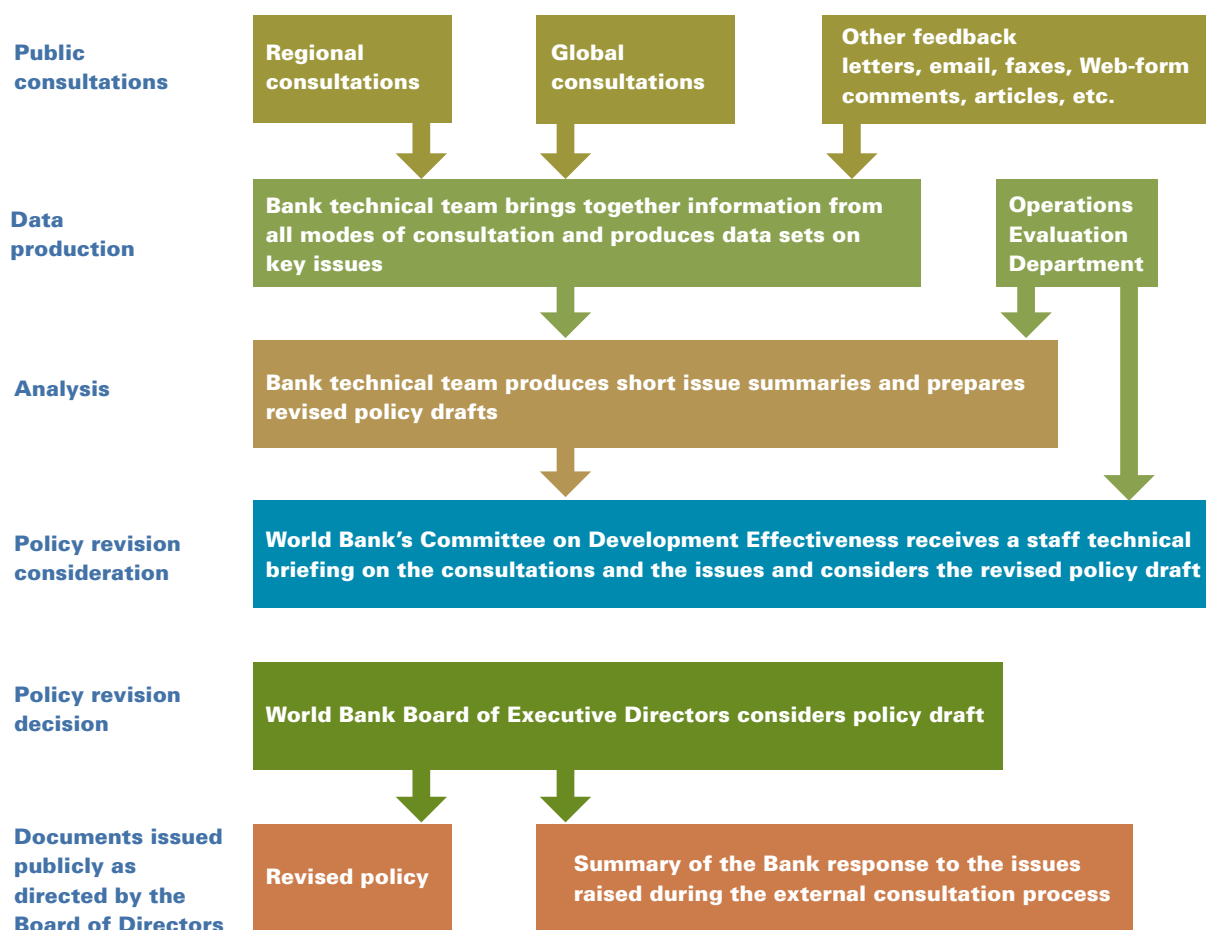 Public
consultations
Regional
consultations
Global
consultations
Other feedback
letters, email, faxes, Web-form
comments, articles, etc.
Data
production
Bank technical team brings together information from
all modes of consultation and produces data sets on
key issues
Operations
Evaluation
Department
Analysis
Bank technical team produces short issue summaries and prepares
revised policy drafts
Policy revision
consideration
World Bank’s Committee on Development Effectiveness receives a staff technical
briefing on the consultations and the issues and considers the revised policy draft
Policy revision
decision
World Bank Board of Executive Directors considers policy draft
Documents issued
publicly as
directed by the
Board of Directors
Revised policy
Summary of the Bank response to the issues
raised during the external consultation process